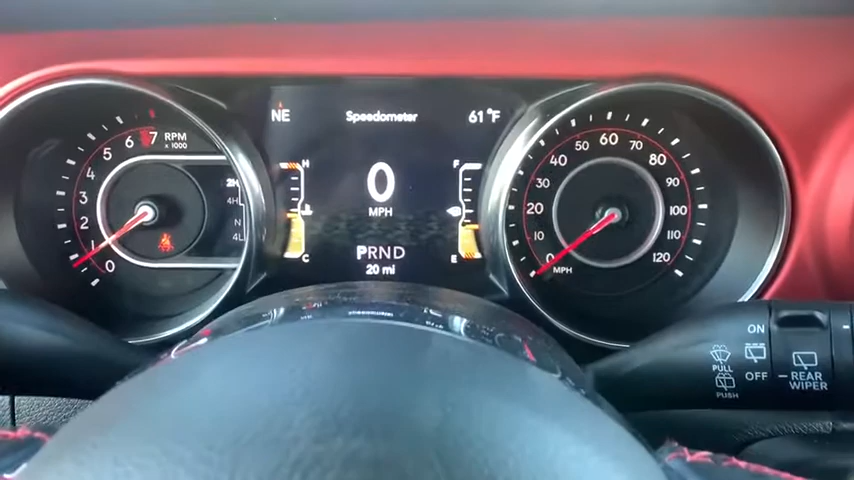 NE
Speedometer
61°F
0
MPH
PRND
20 mi
H
C
F
E
0
1
2
3
4
5
6
7
RPM
x 1000
2H
4H
N
4L
0
10
20
30
40
50
60
70
80
90
100
110
120
MPH
PULL
PUSH
ON
OFF
REAR
WIPER